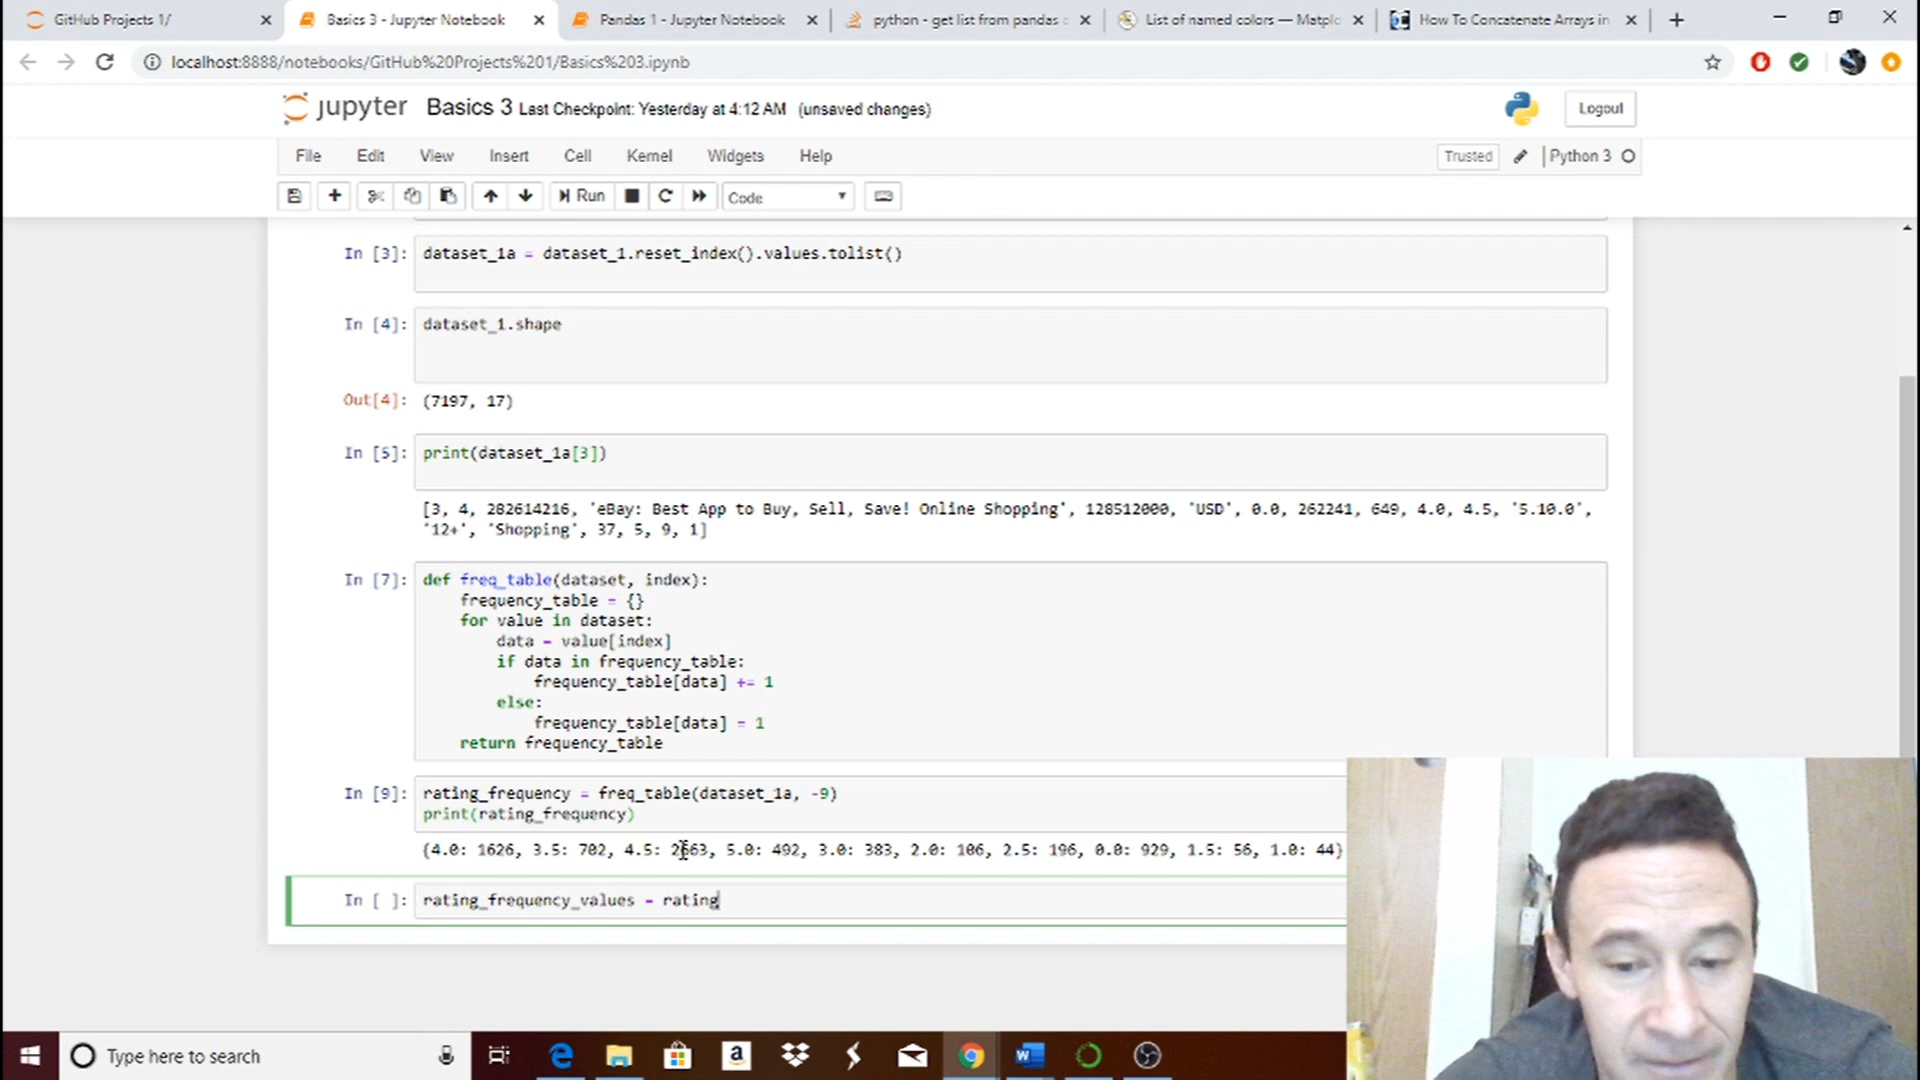 GitHub Projects 1/
Basics 3 - Jupyter Notebook
Pandas 1 - Jupyter Notebook
python - get list from pandas
List of named colors — Matplo
How To Concatenate Arrays in
localhost:8888/notebooks/GitHub%20Projects%201/Basics%203.ipynb
jupyter Basics 3 Last Checkpoint: Yesterday at 4:12 AM (unsaved changes)
Logout
File Edit View Insert Cell Kernel Widgets Help
Trusted Python 3
Run Code
In [3]: dataset_1a = dataset_1.reset_index().values.tolist()
In [4]: dataset_1.shape
Out[4]: (7197, 17)
In [5]: print(dataset_1a[3])
[3, 4, 282614216, 'eBay: Best App to Buy, Sell, Save! Online Shopping', 128512000, 'USD', 0.0, 262241, 649, 4.0, 4.5, '5.10.0',
'12+', 'Shopping', 37, 5, 9, 1]
In [7]: def freq_table(dataset, index):
frequency_table = {}
for value in dataset:
data = value[index]
if data in frequency_table:
frequency_table[data] += 1
else:
frequency_table[data] = 1
return frequency_table
In [9]: rating_frequency = freq_table(dataset_1a, -9)
print(rating_frequency)
{4.0: 1626, 3.5: 702, 4.5: 2663, 5.0: 492, 3.0: 383, 2.0: 106, 2.5: 196, 0.0: 929, 1.5: 56, 1.0: 44}
In [ ]: rating_frequency_values = rating
Type here to search